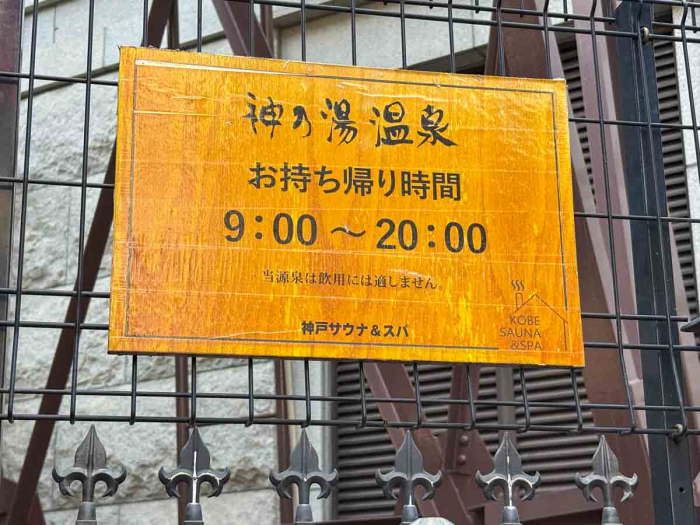 神乃湯温泉
お持ち帰り時間
9：00 ～ 20：00
当源泉は飲用には適しません。
神戸サウナ＆スパ
KOBE
SAUNA
&SPA